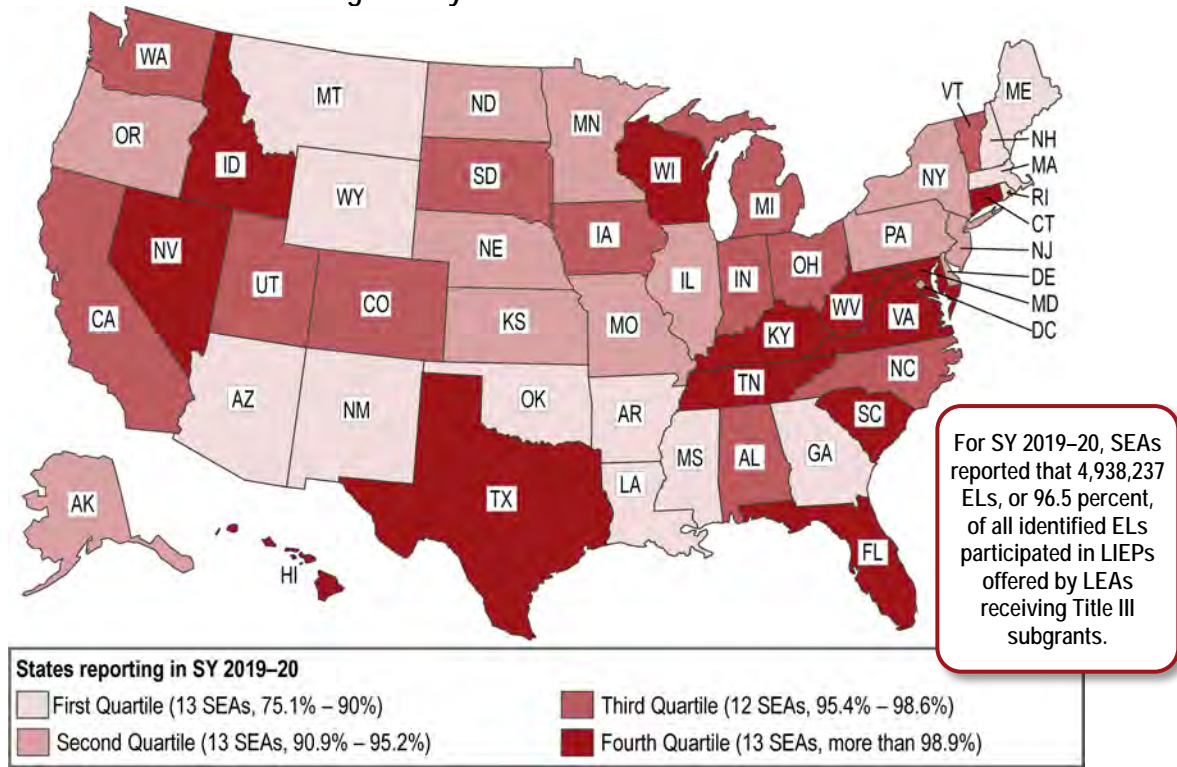 WA
MT
ND
MN
VT
ME
OR
ID
WY
SD
WI
MI
NY
NH
MA
RI
CT
NJ
DE
MD
DC
NV
UT
CO
NE
IA
IL
IN
OH
PA
CA
KS
MO
KY
WV
VA
AZ
NM
OK
AR
TN
NC
SC
MS
AL
GA
LA
TX
FL
AK
HI
For SY 2019–20, SEAs
reported that 4,938,237
ELs, or 96.5 percent,
of all identified ELs
participated in LIEPs
offered by LEAs
receiving Title III
subgrants.
States reporting in SY 2019–20
First Quartile (13 SEAs, 75.1% – 90%)
Third Quartile (12 SEAs, 95.4% – 98.6%)
Second Quartile (13 SEAs, 90.9% – 95.2%)
Fourth Quartile (13 SEAs, more than 98.9%)